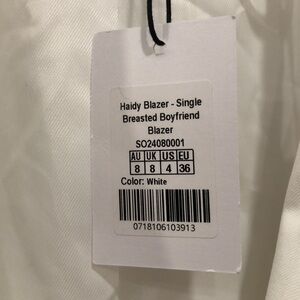 Haidy Blazer - Single
Breasted Boyfriend
Blazer
SO24080001
AU UK US EU
8 8 4 36
Color: White
0718106103913